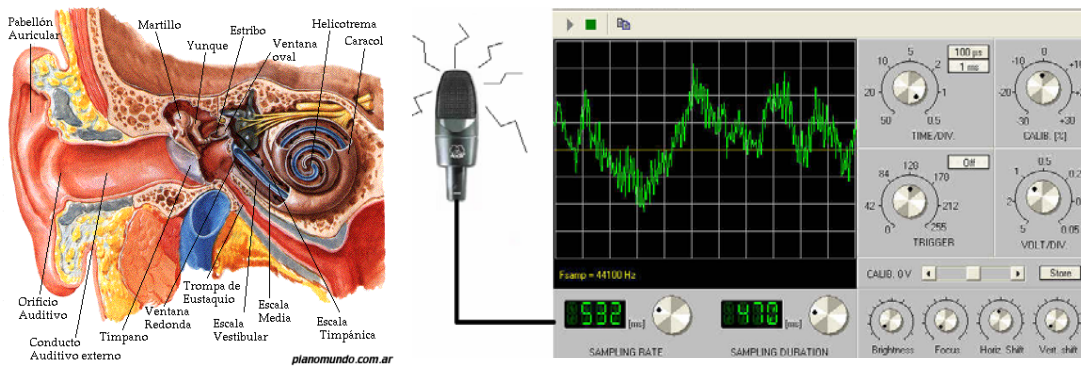 Pabellón
Auricular
Martillo
Yunque
Estribo
Ventana
oval
Helicotrema
Caracol
Orificio
Auditivo
Conducto
Auditivo externo
Timpano
Ventana
Redonda
Trompa de
Eustaquio
Escala
Vestibular
Escala
Media
Escala
Timpánica
pianomundo.com.ar
Fsamp = 44100 Hz
532 [ms]
SAMPLING RATE
470 [ms]
SAMPLING DURATION
100 µs
1 ms
5
10
2
20
1
50
0.5
TIME/DIV.
0
-10
+10
-20
-30
+30
CALIB. [%]
Off
128
84
170
42
212
0
255
TRIGGER
0.5
1
0.2
2
5
0.05
VOLT/DIV.
CALIB. 0 V
Store
Brightness
Focus
Horiz. Shift
Vert. shift